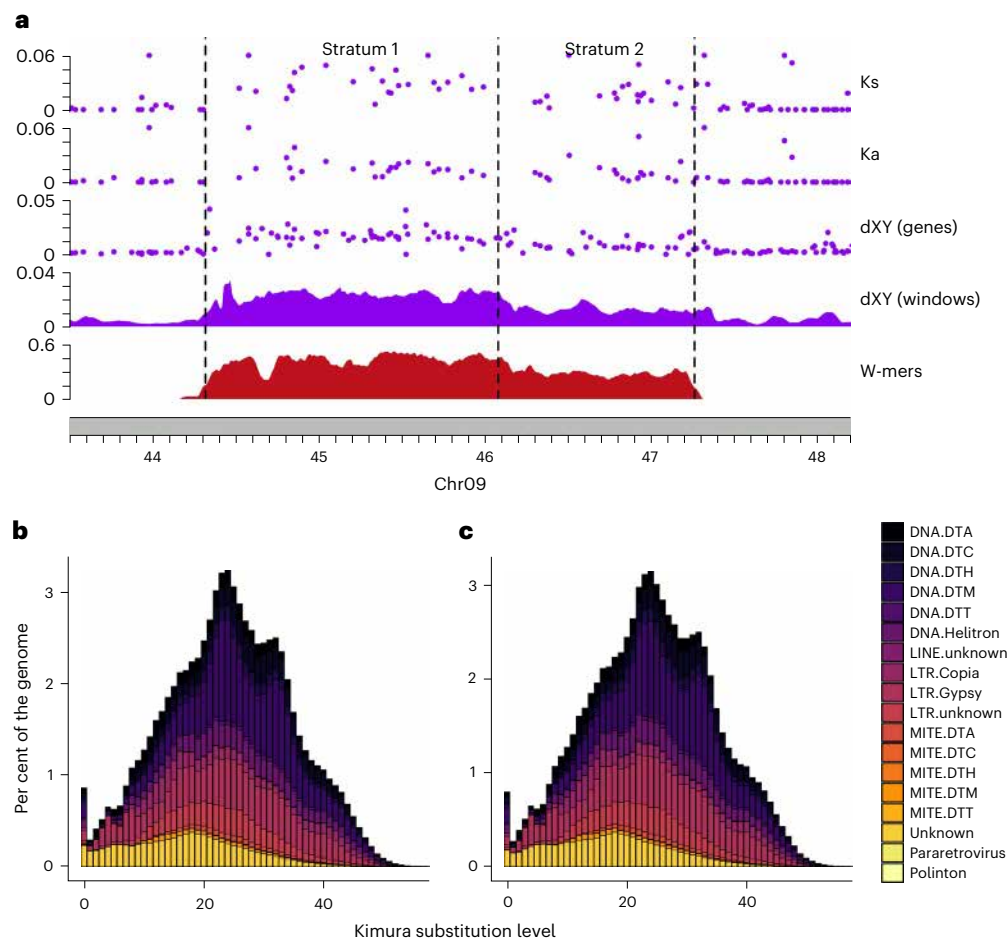 a
Stratum 1
Stratum 2
0.06
0
Ks
0.06
0
Ka
0.05
0
dXY (genes)
0.04
0
dXY (windows)
0.6
0
W-mers
44
45
46
47
48
Chr09
b
c
Per cent of the genome
3
2
1
0
0
20
40
3
2
1
0
0
20
40
Kimura substitution level
DNA.DTA
DNA.DTC
DNA.DTH
DNA.DTM
DNA.DTT
DNA.Helitron
LINE.unknown
LTR.Copia
LTR.Gypsy
LTR.unknown
MITE.DTA
MITE.DTC
MITE.DTH
MITE.DTM
MITE.DTT
Unknown
Pararetrovirus
Polinton